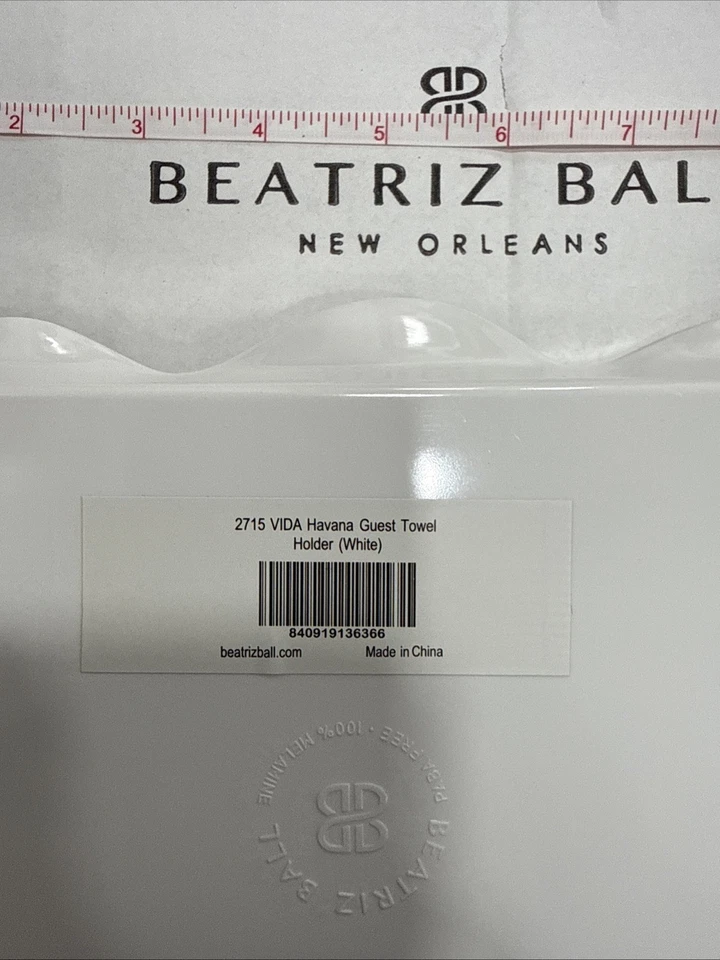 2 3 4 5 6 7
BEATRIZ BAL
NEW ORLEANS
2715 VIDA Havana Guest Towel
Holder (White)
840919136366
beatrizball.com Made in China
PABA FREE • 100% MELAMINE
BEATRIZ BALL